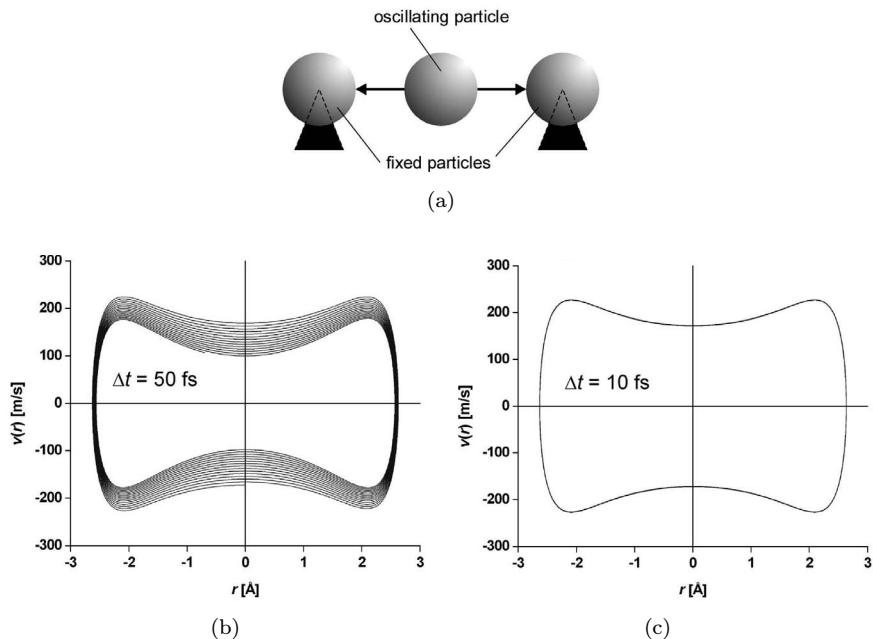 oscillating particle
fixed particles
(a)
300
200
100
0
-100
-200
-300
v(r) [m/s]
Δt = 50 fs
-3 -2 -1 0 1 2 3
r [Å]
(b)
300
200
100
0
-100
-200
-300
v(r) [m/s]
Δt = 10 fs
-3 -2 -1 0 1 2 3
r [Å]
(c)